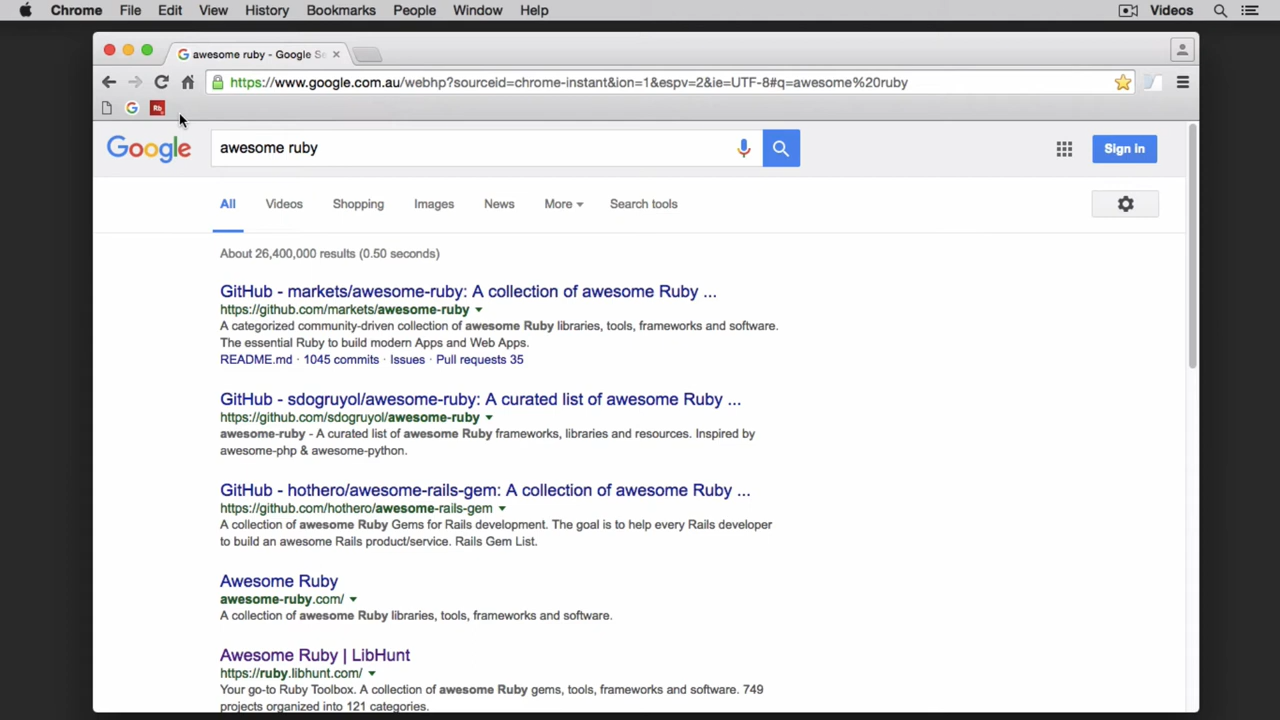 Chrome File Edit View History Bookmarks People Window Help Videos
awesome ruby - Google Se
https://www.google.com.au/webhp?sourceid=chrome-instant&ion=1&espv=2&ie=UTF-8#q=awesome%20ruby
G Rb
Google awesome ruby Sign in
All Videos Shopping Images News More Search tools
About 26,400,000 results (0.50 seconds)
GitHub - markets/awesome-ruby: A collection of awesome Ruby ...
https://github.com/markets/awesome-ruby
A categorized community-driven collection of awesome Ruby libraries, tools, frameworks and software.
The essential Ruby to build modern Apps and Web Apps.
README.md · 1045 commits · Issues · Pull requests 35
GitHub - sdogruyol/awesome-ruby: A curated list of awesome Ruby ...
https://github.com/sdogruyol/awesome-ruby
awesome-ruby - A curated list of awesome Ruby frameworks, libraries and resources. Inspired by
awesome-php & awesome-python.
GitHub - hothero/awesome-rails-gem: A collection of awesome Ruby ...
https://github.com/hothero/awesome-rails-gem
A collection of awesome Ruby Gems for Rails development. The goal is to help every Rails developer
to build an awesome Rails product/service. Rails Gem List.
Awesome Ruby
awesome-ruby.com/
A collection of awesome Ruby libraries, tools, frameworks and software.
Awesome Ruby | LibHunt
https://ruby.libhunt.com/
Your go-to Ruby Toolbox. A collection of awesome Ruby gems, tools, frameworks and software. 749
projects organized into 121 categories.